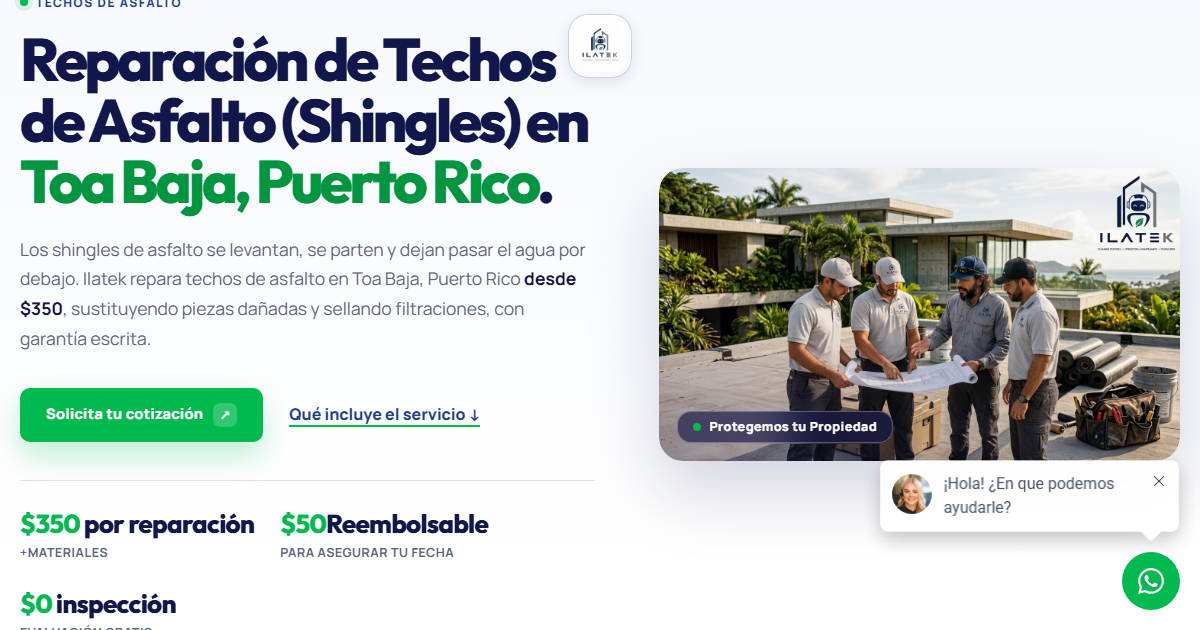 TECHOS DE ASFALTO
Reparación de Techos
de Asfalto (Shingles) en
Toa Baja, Puerto Rico.
ILATEK
Los shingles de asfalto se levantan, se parten y dejan pasar el agua por
debajo. Ilatek repara techos de asfalto en Toa Baja, Puerto Rico desde
$350, sustituyendo piezas dañadas y sellando filtraciones, con
garantía escrita.
Solicita tu cotización ↗
Qué incluye el servicio ↓
$350 por reparación
+MATERIALES
$50Reembolsable
PARA ASEGURAR TU FECHA
$0 inspección
EVALUACIÓN GRATIS
ILATEK
Protegemos tu Propiedad
¡Hola! ¿En que podemos
ayudarle?